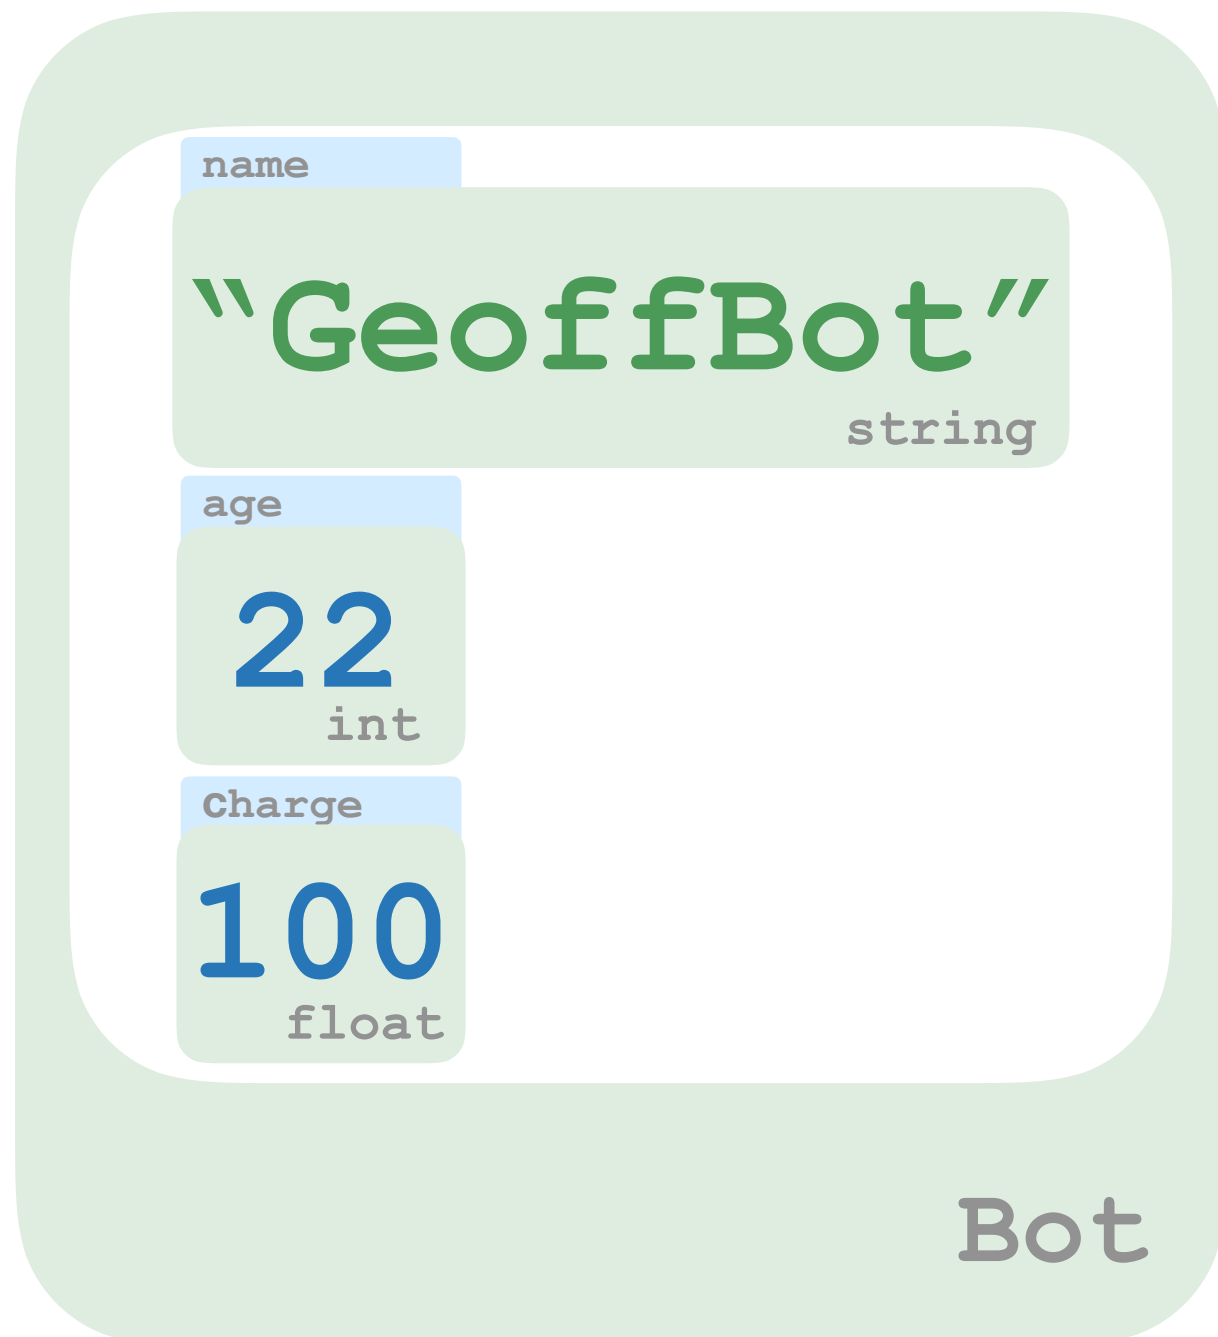 name
“GeoffBot”
string
age
22
int
Charge
100
float
Bot